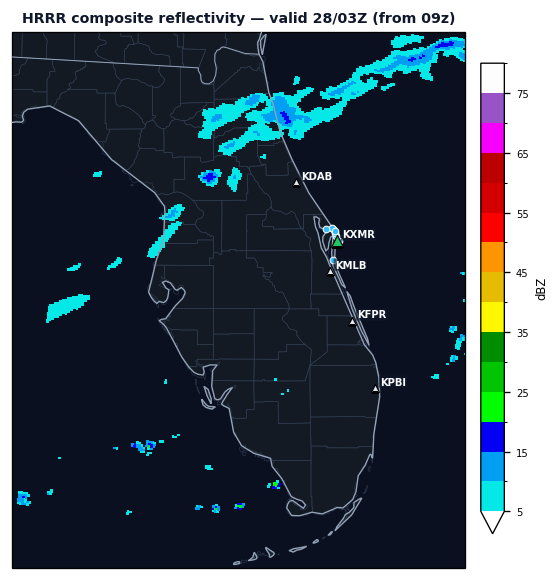 HRRR composite reflectivity — valid 28/03Z (from 09z)
KDAB
KXMR
KMLB
KFPR
KPBI
75
65
55
45
35
25
15
5
dBZ